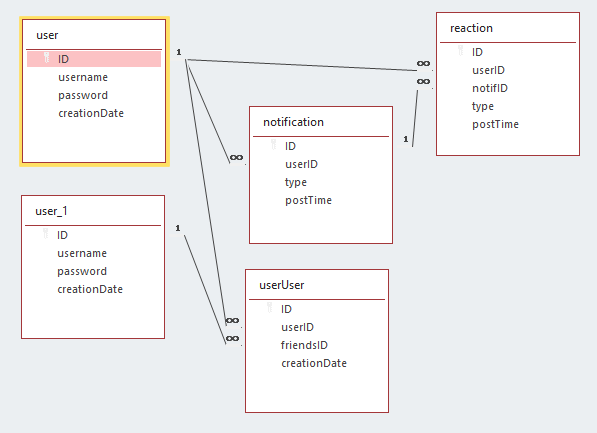 user
ID
username
password
creationDate
1
reaction
ID
userID
notifID
type
postTime
∞
∞
notification
ID
userID
type
postTime
∞
1
user_1
ID
username
password
creationDate
1
userUser
ID
userID
friendsID
creationDate
∞
∞